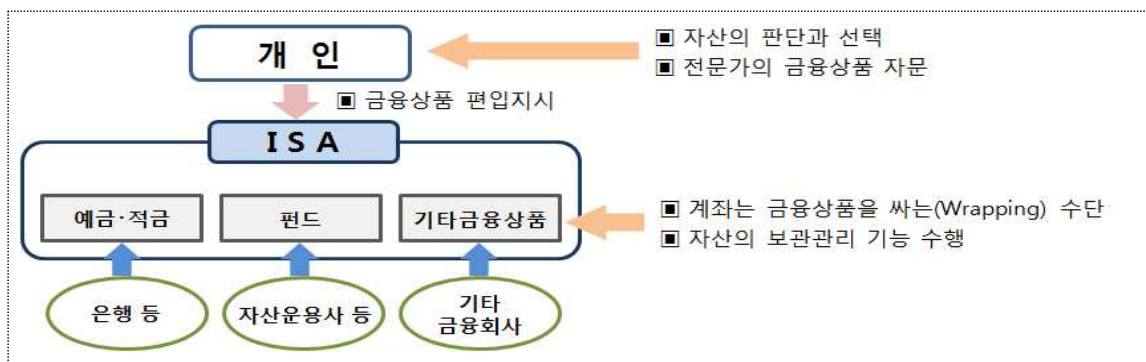 개 인
▣ 자산의 판단과 선택
▣ 전문가의 금융상품 자문
▣ 금융상품 편입지시
I S A
예금·적금
펀드
기타금융상품
▣ 계좌는 금융상품을 싸는(Wrapping) 수단
▣ 자산의 보관관리 기능 수행
은행 등
자산운용사 등
기타
금융회사